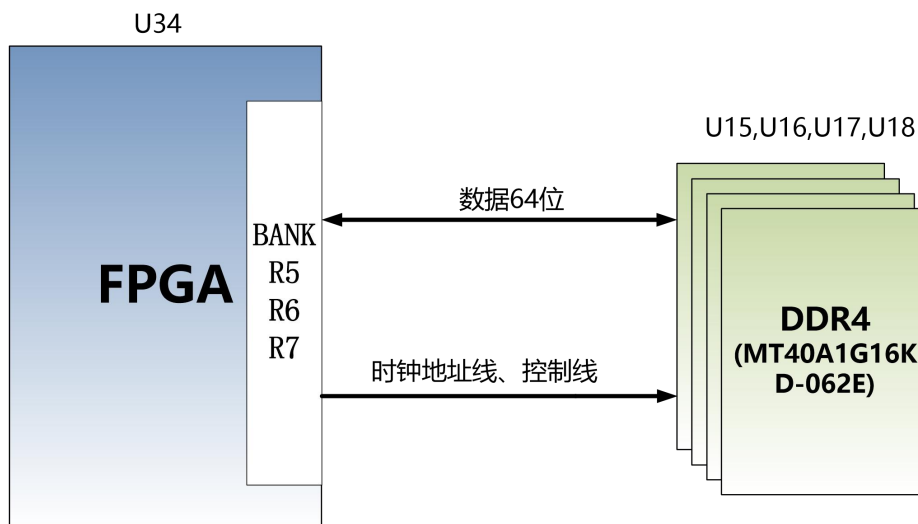 U34
U15,U16,U17,U18
数据64位
BANK
R5
R6
R7
FPGA
时钟地址线、控制线
DDR4
(MT40A1G16K
D-062E)